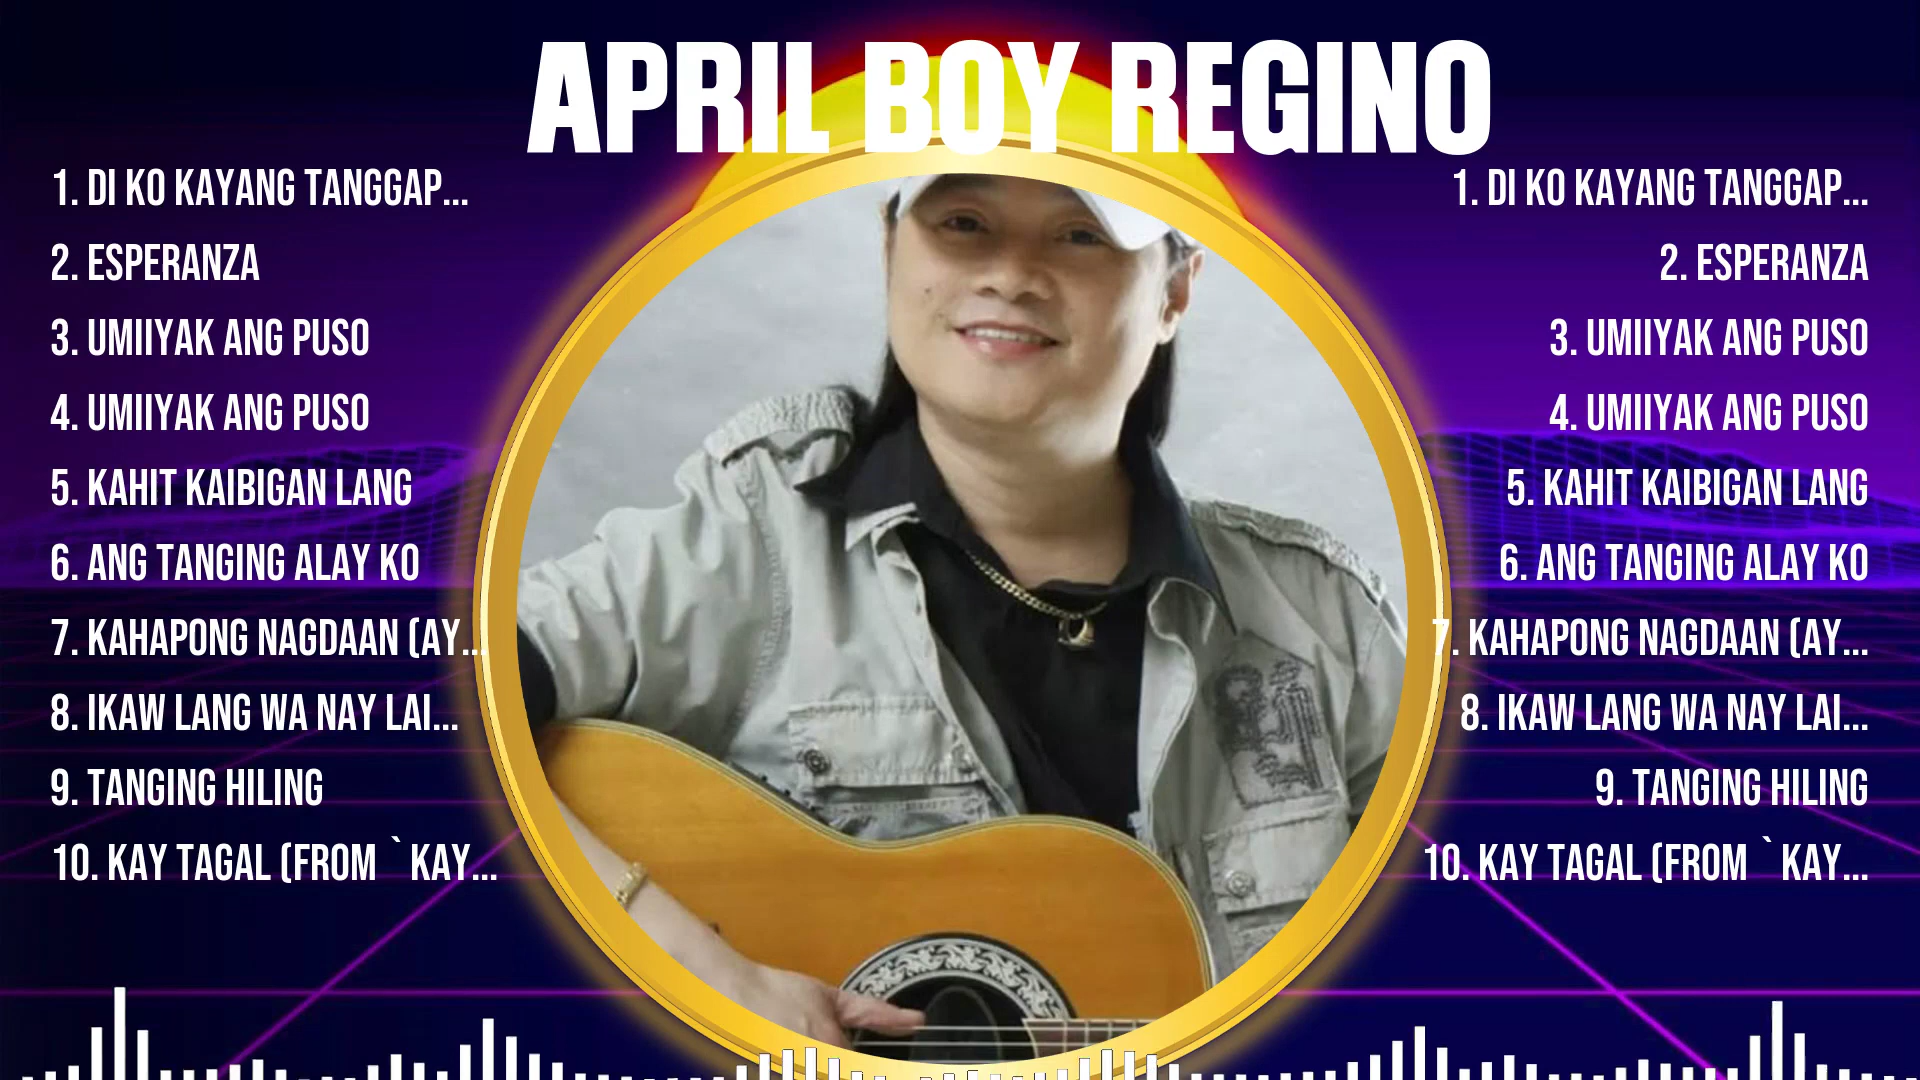 APRIL BOY REGINO
1. DI KO KAYANG TANGGAP...
2. ESPERANZA
3. UMIIYAK ANG PUSO
4. UMIIYAK ANG PUSO
5. KAHIT KAIBIGAN LANG
6. ANG TANGING ALAY KO
7. KAHAPONG NAGDAAN (AY...
8. IKAW LANG WA NAY LAI...
9. TANGING HILING
10. KAY TAGAL (FROM ` KAY...
1. DI KO KAYANG TANGGAP...
2. ESPERANZA
3. UMIIYAK ANG PUSO
4. UMIIYAK ANG PUSO
5. KAHIT KAIBIGAN LANG
6. ANG TANGING ALAY KO
7. KAHAPONG NAGDAAN (AY...
8. IKAW LANG WA NAY LAI...
9. TANGING HILING
10. KAY TAGAL (FROM ` KAY...